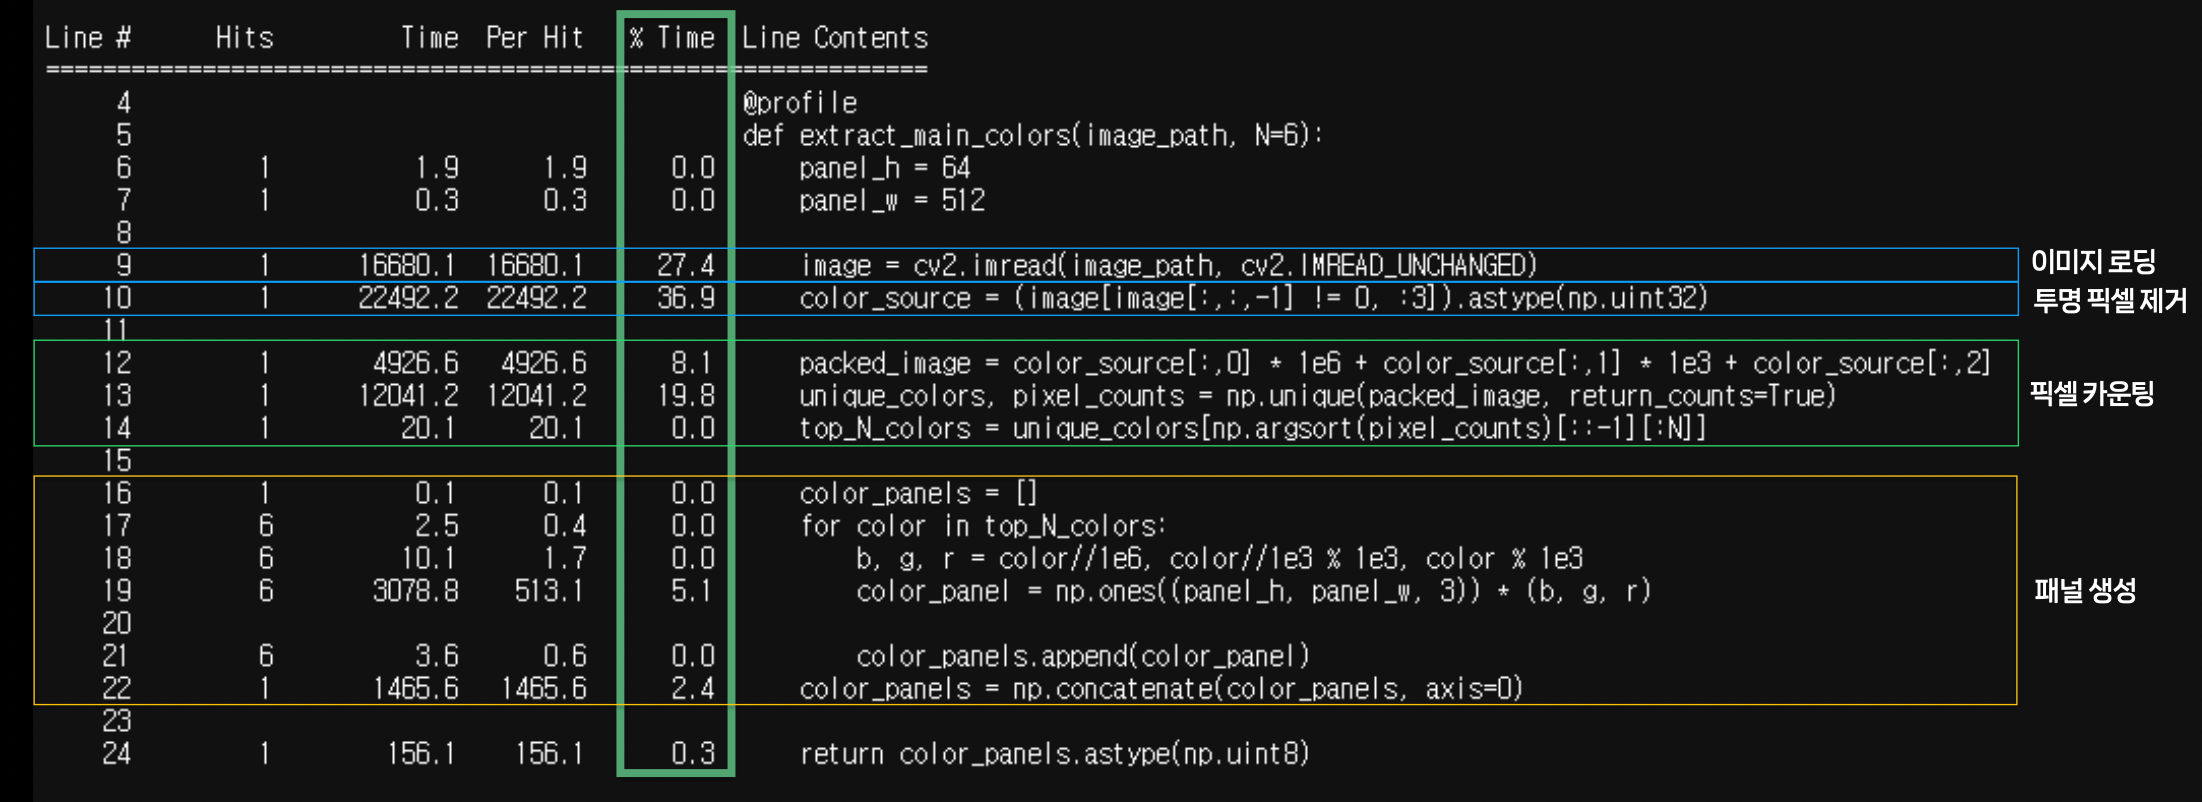 Line # Hits Time Per Hit % Time Line Contents
==============================================================
4 @profile
5 def extract_main_colors(image_path, N=6):
6 1 1.9 1.9 0.0 panel_h = 64
7 1 0.3 0.3 0.0 panel_w = 512
8
9 1 16680.1 16680.1 27.4 image = cv2.imread(image_path, cv2.IMREAD_UNCHANGED) 이미지 로딩
10 1 22492.2 22492.2 36.9 color_source = (image[image[:,:,-1] != 0, :3]).astype(np.uint32) 투명 픽셀 제거
11
12 1 4926.6 4926.6 8.1 packed_image = color_source[:,0] * 1e6 + color_source[:,1] * 1e3 + color_source[:,2]
13 1 12041.2 12041.2 19.8 unique_colors, pixel_counts = np.unique(packed_image, return_counts=True) 픽셀 카운팅
14 1 20.1 20.1 0.0 top_N_colors = unique_colors[np.argsort(pixel_counts)[::-1][:N]]
15
16 1 0.1 0.1 0.0 color_panels = []
17 6 2.5 0.4 0.0 for color in top_N_colors:
18 6 10.1 1.7 0.0 b, g, r = color//1e6, color//1e3 % 1e3, color % 1e3
19 6 3078.8 513.1 5.1 color_panel = np.ones((panel_h, panel_w, 3)) * (b, g, r) 패널 생성
20
21 6 3.6 0.6 0.0 color_panels.append(color_panel)
22 1 1465.6 1465.6 2.4 color_panels = np.concatenate(color_panels, axis=0)
23
24 1 156.1 156.1 0.3 return color_panels.astype(np.uint8)